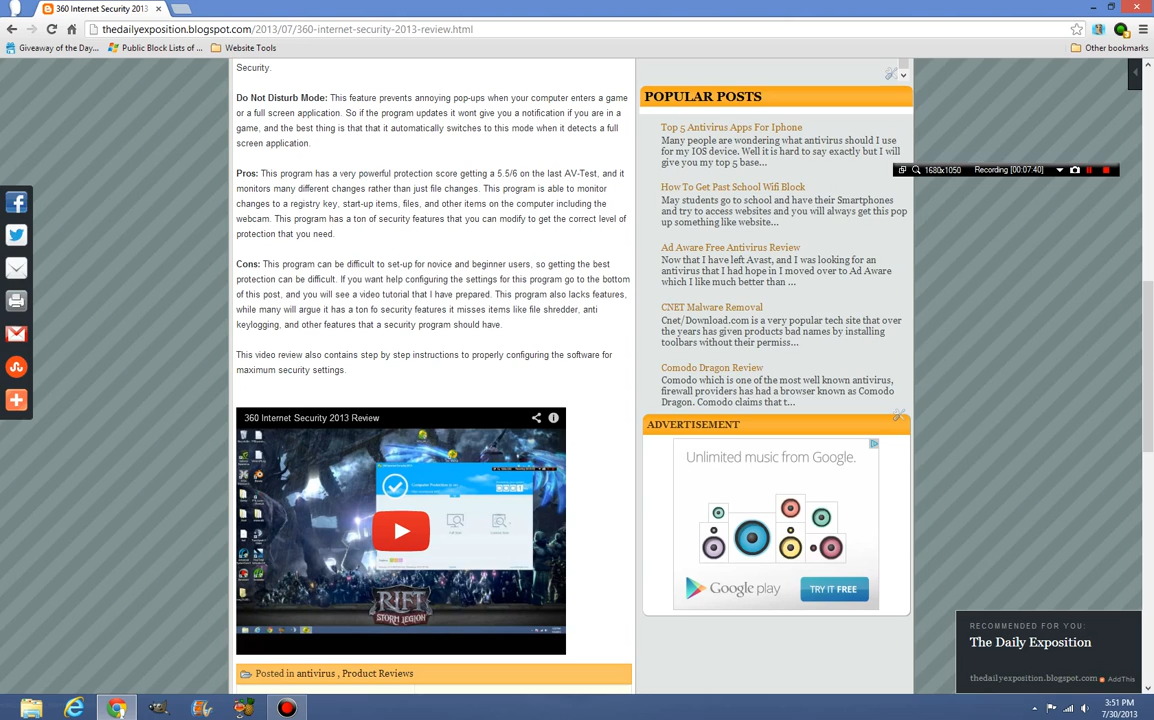 360 Internet Security 2013
thedailyexposition.blogspot.com/2013/07/360-internet-security-2013-review.html
Giveaway of the Day...
Public Block Lists of ...
Website Tools
Other bookmarks
Security.
Do Not Disturb Mode: This feature prevents annoying pop-ups when your computer enters a game
or a full screen application. So if the program updates it wont give you a notification if you are in a
game, and the best thing is that that it automatically switches to this mode when it detects a full
screen application.
Pros: This program has a very powerful protection score getting a 5.5/6 on the last AV-Test, and it
monitors many different changes rather than just file changes. This program is able to monitor
changes to a registry key, start-up items, files, and other items on the computer including the
webcam. This program has a ton of security features that you can modify to get the correct level of
protection that you need.
Cons: This program can be difficult to set-up for novice and beginner users, so getting the best
protection can be difficult. If you want help configuring the settings for this program go to the bottom
of this post, and you will see a video tutorial that I have prepared. This program also lacks features,
while many will argue it has a ton fo security features it misses items like file shredder, anti
keylogging, and other features that a security program should have.
This video review also contains step by step instructions to properly configuring the software for
maximum security settings.
360 Internet Security 2013 Review
RIFT
STORM LEGION
Posted in antivirus , Product Reviews
POPULAR POSTS
Top 5 Antivirus Apps For Iphone
Many people are wondering what antivirus should I use
for my IOS device. Well it is hard to say exactly but I will
give you my top 5 base...
How To Get Past School Wifi Block
May students go to school and have their Smartphones
and try to access websites and you will always get this pop
up something like website...
Ad Aware Free Antivirus Review
Now that I have left Avast, and I was looking for an
antivirus that I had hope in I moved over to Ad Aware
which I like much better than ...
CNET Malware Removal
Cnet/Download.com is a very popular tech site that over
the years has given products bad names by installing
toolbars without their permiss...
Comodo Dragon Review
Comodo which is one of the most well known antivirus,
firewall providers has had a browser known as Comodo
Dragon. Comodo claims that t...
ADVERTISEMENT
Unlimited music from Google.
Google play
TRY IT FREE
1680x1050 Recording [00:07:40]
RECOMMENDED FOR YOU:
The Daily Exposition
thedailyexposition.blogspot.com
AddThis
3:51 PM
7/30/2013